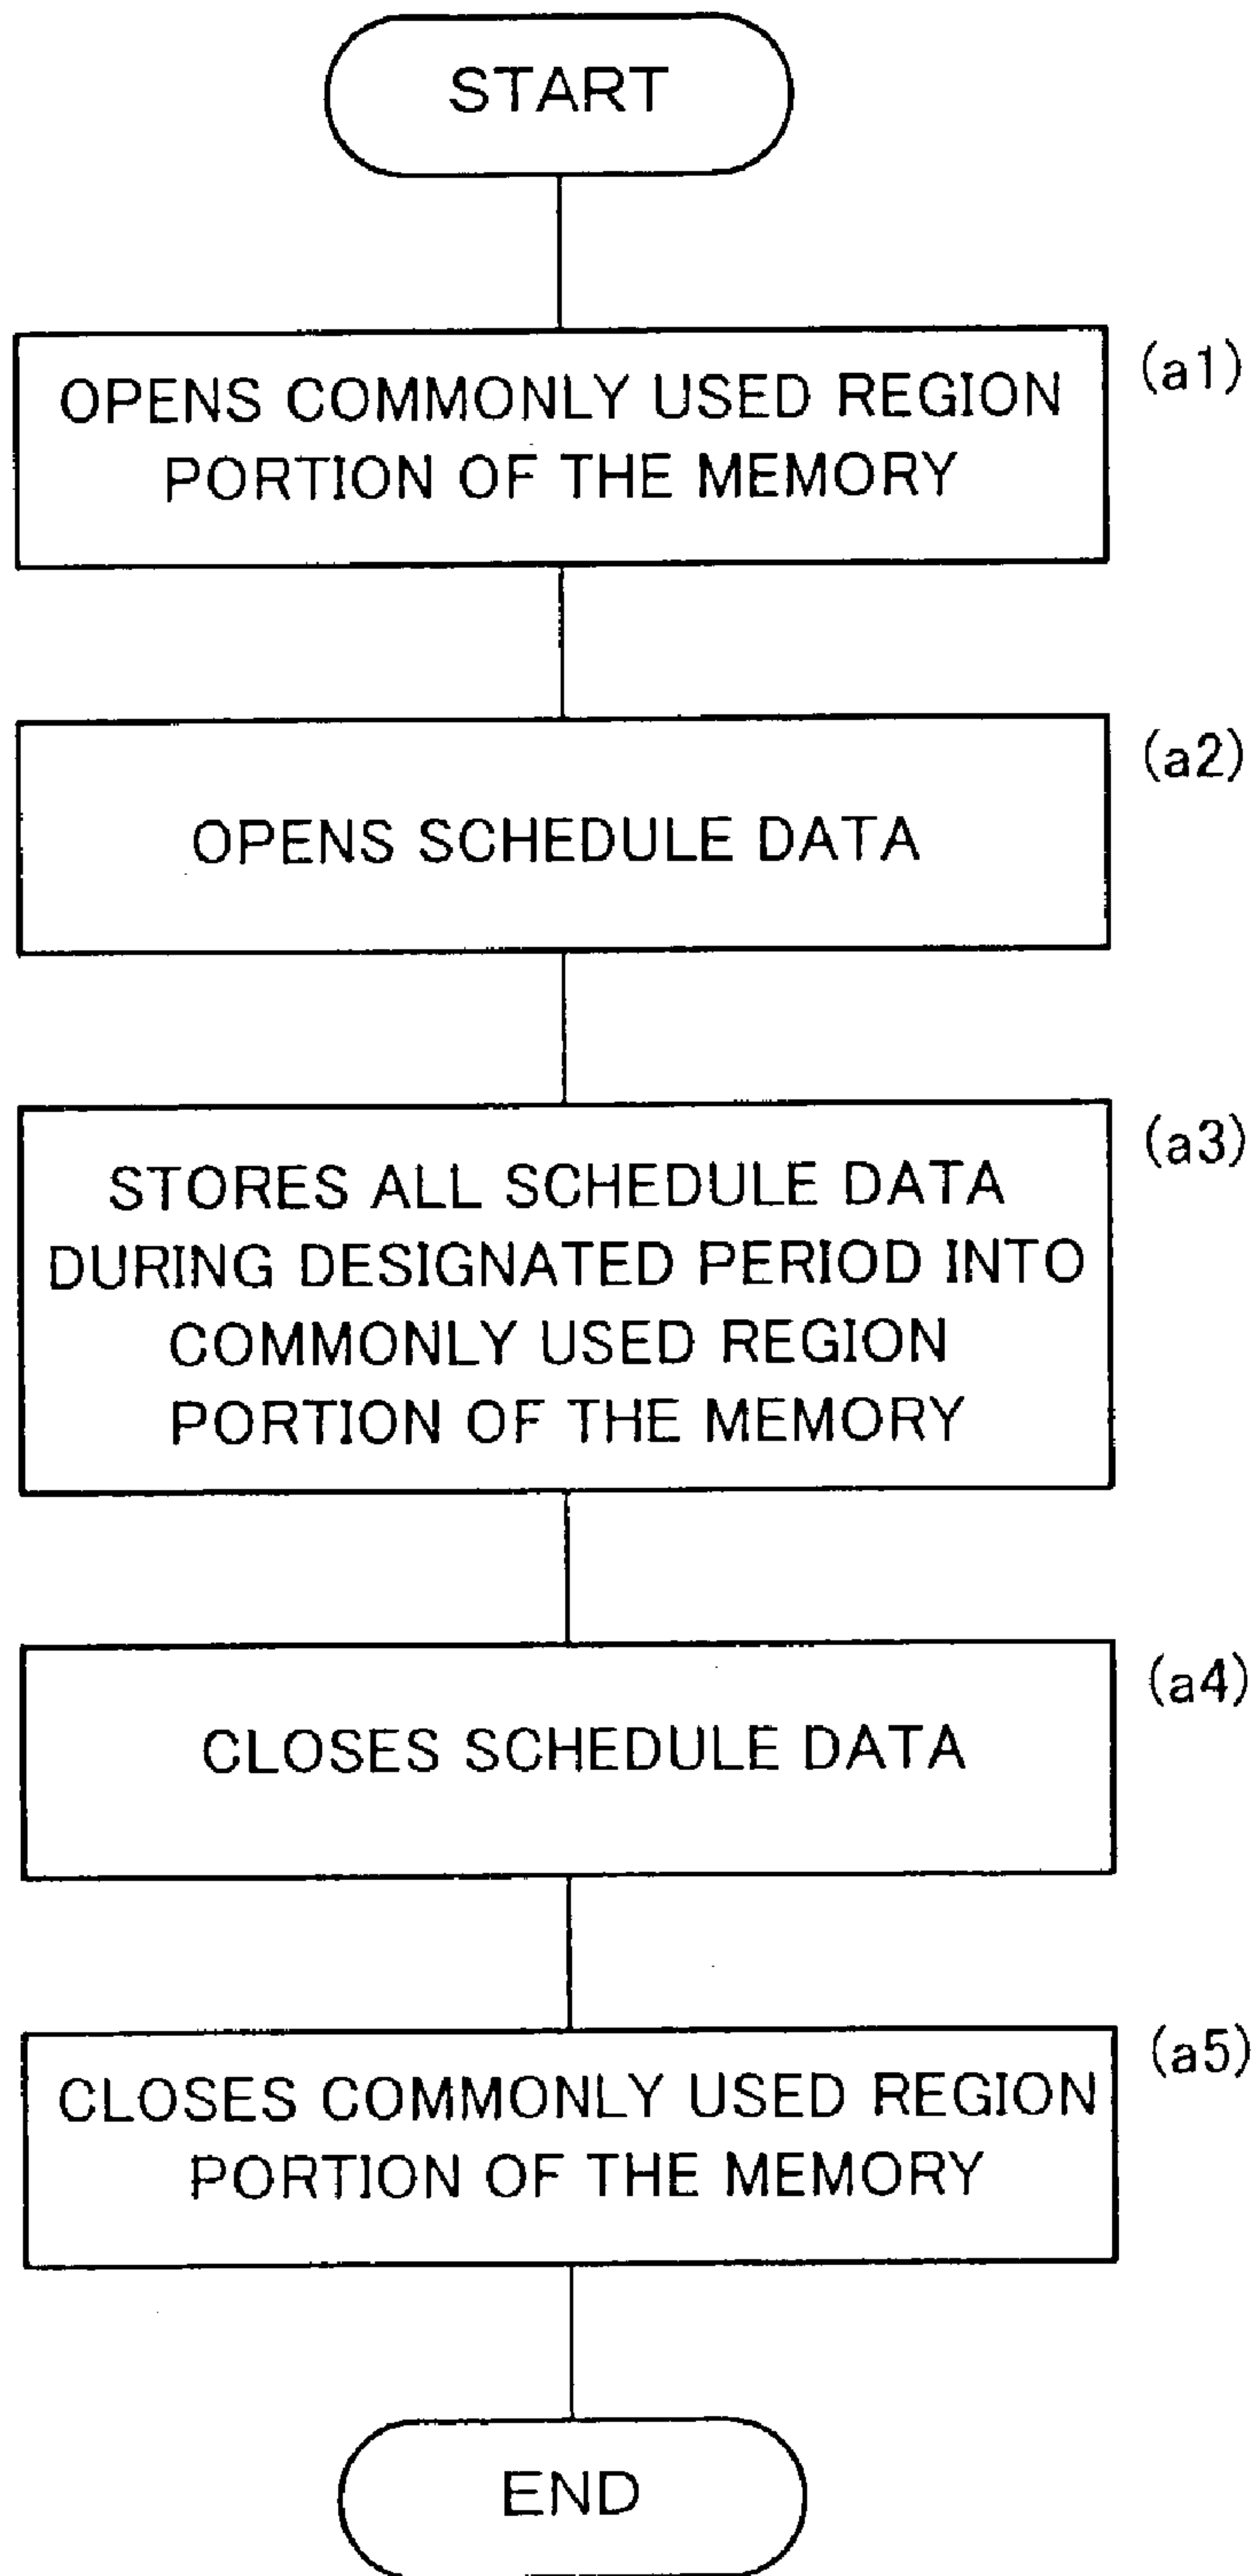 START
(a1)
OPENS COMMONLY USED REGION
PORTION OF THE MEMORY
(a2)
OPENS SCHEDULE DATA
(a3)
STORES ALL SCHEDULE DATA
DURING DESIGNATED PERIOD INTO
COMMONLY USED REGION
PORTION OF THE MEMORY
(a4)
CLOSES SCHEDULE DATA
(a5)
CLOSES COMMONLY USED REGION
PORTION OF THE MEMORY
END